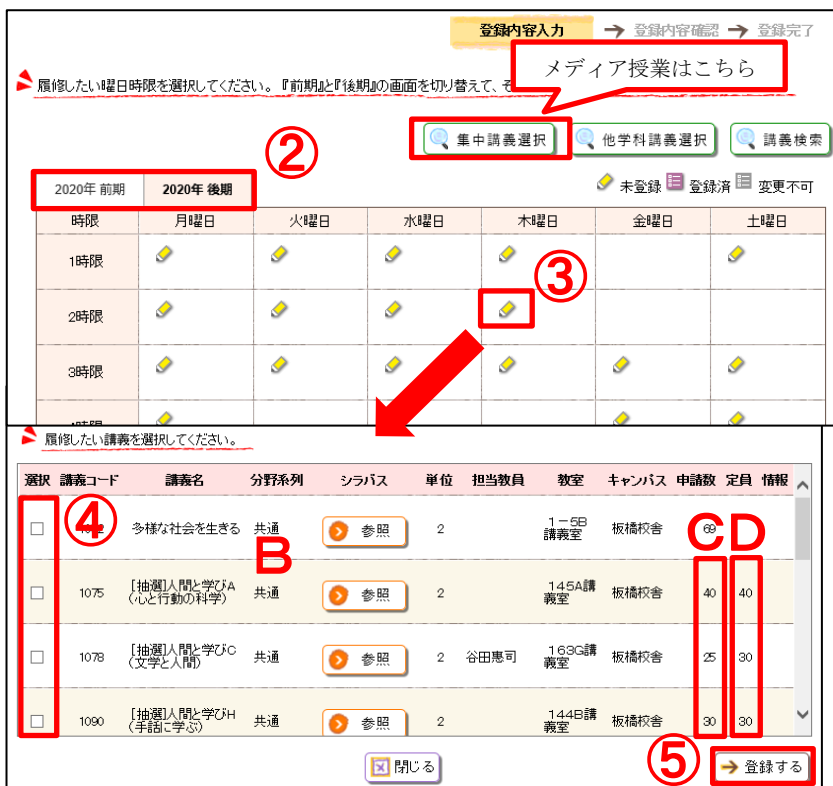 登録内容入力 → 登録内容確認 → 登録完了
メディア授業はこちら
履修したい曜日時限を選択してください。『前期』と『後期』の画面を切り替えて、そ
② 集中講義選択 他学科講義選択 講義検索
2020年 前期 2020年 後期 未登録 登録済 変更不可
時限 月曜日 火曜日 水曜日 木曜日 金曜日 土曜日
1時限
③
2時限
3時限
履修したい講義を選択してください。
選択 講義コード 講義名 分野系列 シラバス 単位 担当教員 教室 キャンパス 申請数 定員 情報
④ 多様な社会を生きる 共通 参照 2 1-5B講義室 板橋校舎 69
B C D
1075 [抽選]人間と学びA(心と行動の科学) 共通 参照 2 145A講義室 板橋校舎 40 40
1078 [抽選]人間と学びC(文学と人間) 共通 参照 2 谷田恵司 163G講義室 板橋校舎 25 30
1090 [抽選]人間と学びH(手話に学ぶ) 共通 参照 2 144B講義室 板橋校舎 30 30
閉じる ⑤ → 登録する